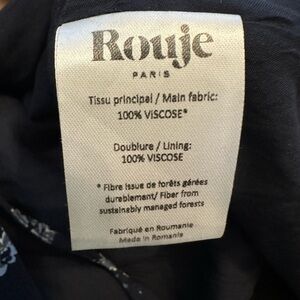 Rouje
PARIS
Tissu principal / Main fabric:
100% VISCOSE*
Doublure / Lining:
100% VISCOSE
* Fibre issue de forêts gérées
durablement/ Fiber from
sustainably managed forests
Fabriqué en Roumanie
Made in Romania